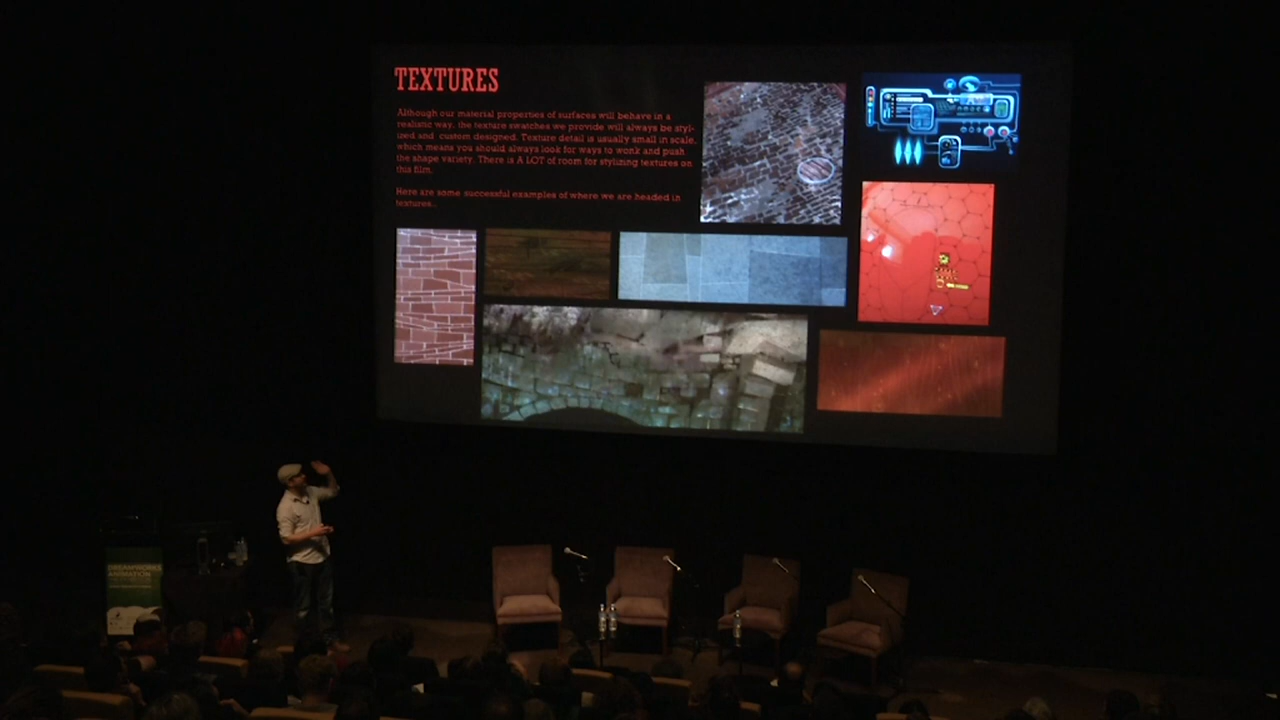 TEXTURES
Although our material properties of surfaces will behave in a
realistic way, the texture swatches we provide will always be styl-
ized and custom designed. Texture detail is usually small in scale,
which means you should always look for ways to wonk and push
the shape variety. There is A LOT of room for stylizing textures on
this film.
Here are some successful examples of where we are headed in
textures...
DREAMWORKS
ANIMATION